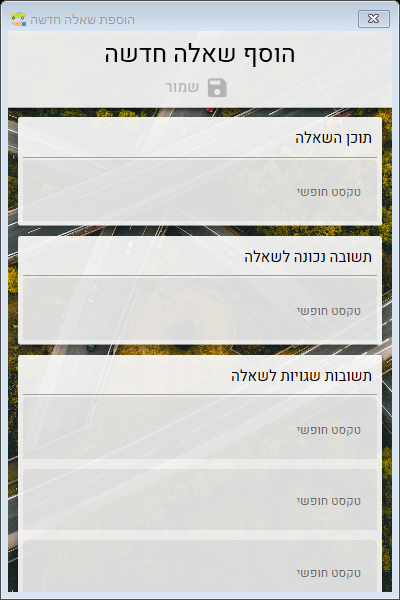 הוספת שאלה חדשה
הוסף שאלה חדשה
שמור
תוכן השאלה
טקסט חופשי
תשובה נכונה לשאלה
טקסט חופשי
תשובות שגויות לשאלה
טקסט חופשי
טקסט חופשי
טקסט חופשי